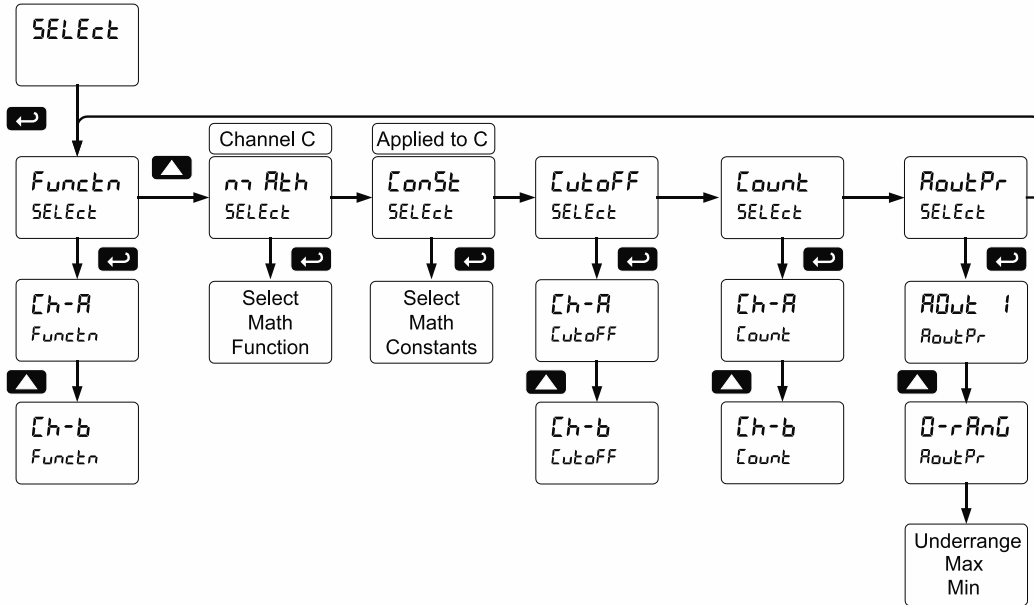 SELEct
Channel C
Applied to C
Functn
SELEct
mAth
SELEct
ConSt
SELEct
CutoFF
SELEct
Count
SELEct
AoutPr
SELEct
Ch-A
Functn
Select
Math
Function
Select
Math
Constants
Ch-A
CutoFF
Ch-A
Count
AOut 1
AoutPr
Ch-b
Functn
Ch-b
CutoFF
Ch-b
Count
O-rAnG
AoutPr
Underrange
Max
Min